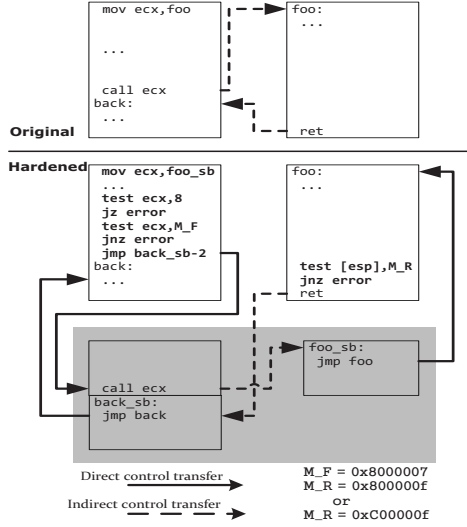 mov ecx,foo
...
...
call ecx
back:
...
foo:
...
ret
Original
Hardened
mov ecx,foo_sb
...
test ecx,8
jz error
test ecx,M_F
jnz error
jmp back_sb-2
back:
...
foo:
...
test [esp],M_R
jnz error
ret
call ecx
back_sb:
jmp back
foo_sb:
jmp foo
Direct control transfer
Indirect control transfer
M_F = 0x8000007
M_R = 0x800000f
or
M_R = 0xC00000f